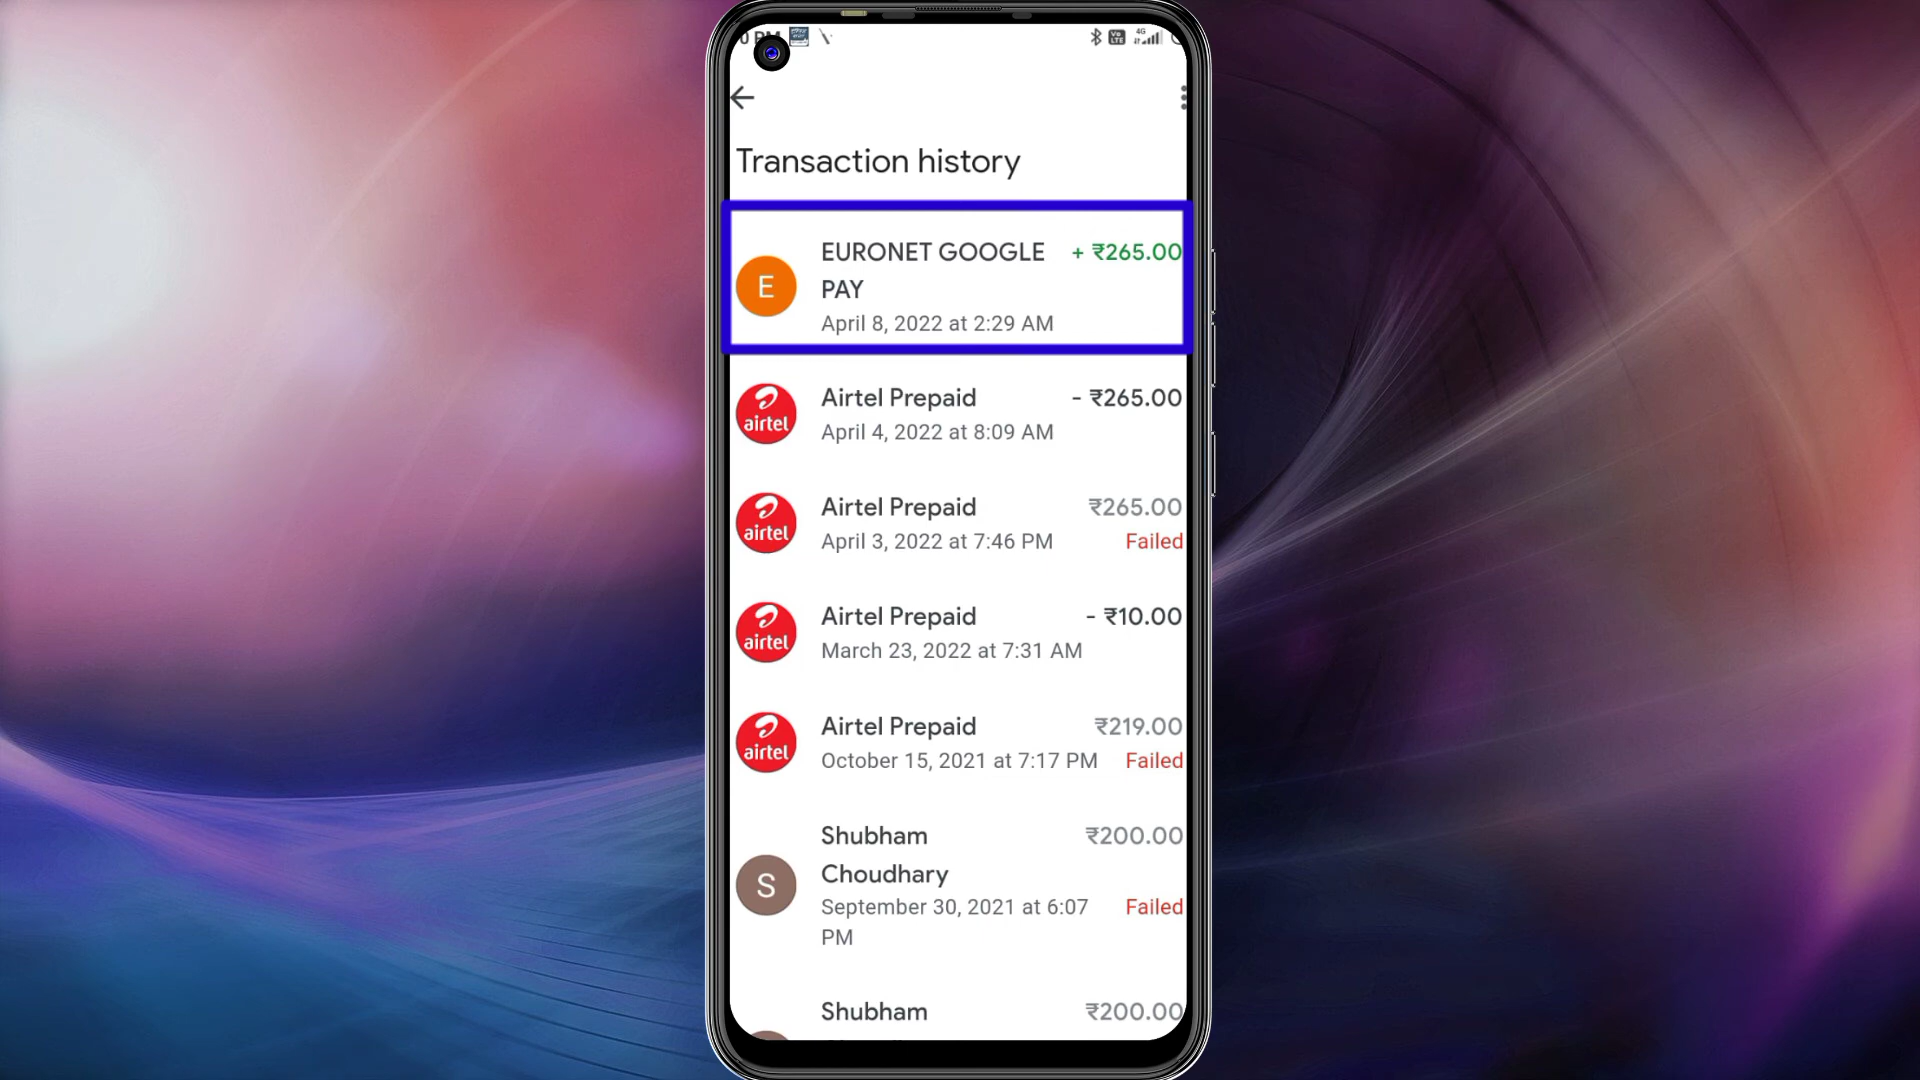 0 PM
4G
Transaction history
EURONET GOOGLE + ₹265.00
PAY
E
April 8, 2022 at 2:29 AM
Airtel Prepaid - ₹265.00
airtel
April 4, 2022 at 8:09 AM
Airtel Prepaid ₹265.00
airtel
April 3, 2022 at 7:46 PM Failed
Airtel Prepaid - ₹10.00
airtel
March 23, 2022 at 7:31 AM
Airtel Prepaid ₹219.00
airtel
October 15, 2021 at 7:17 PM Failed
Shubham ₹200.00
Choudhary
S
September 30, 2021 at 6:07 Failed
PM
Shubham ₹200.00